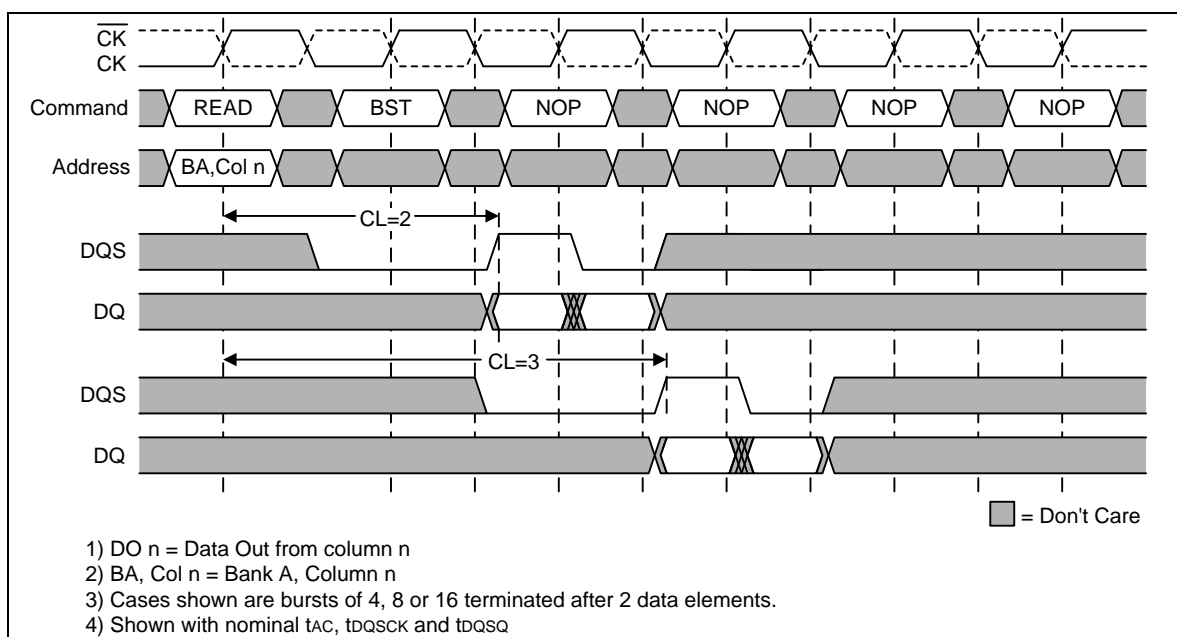 CK
CK
Command READ BST NOP NOP NOP NOP
Address BA,Col n
CL=2
DQS
DQ
CL=3
DQS
DQ
= Don't Care
1) DO n = Data Out from column n
2) BA, Col n = Bank A, Column n
3) Cases shown are bursts of 4, 8 or 16 terminated after 2 data elements.
4) Shown with nominal tAC, tDQSCK and tDQSQ